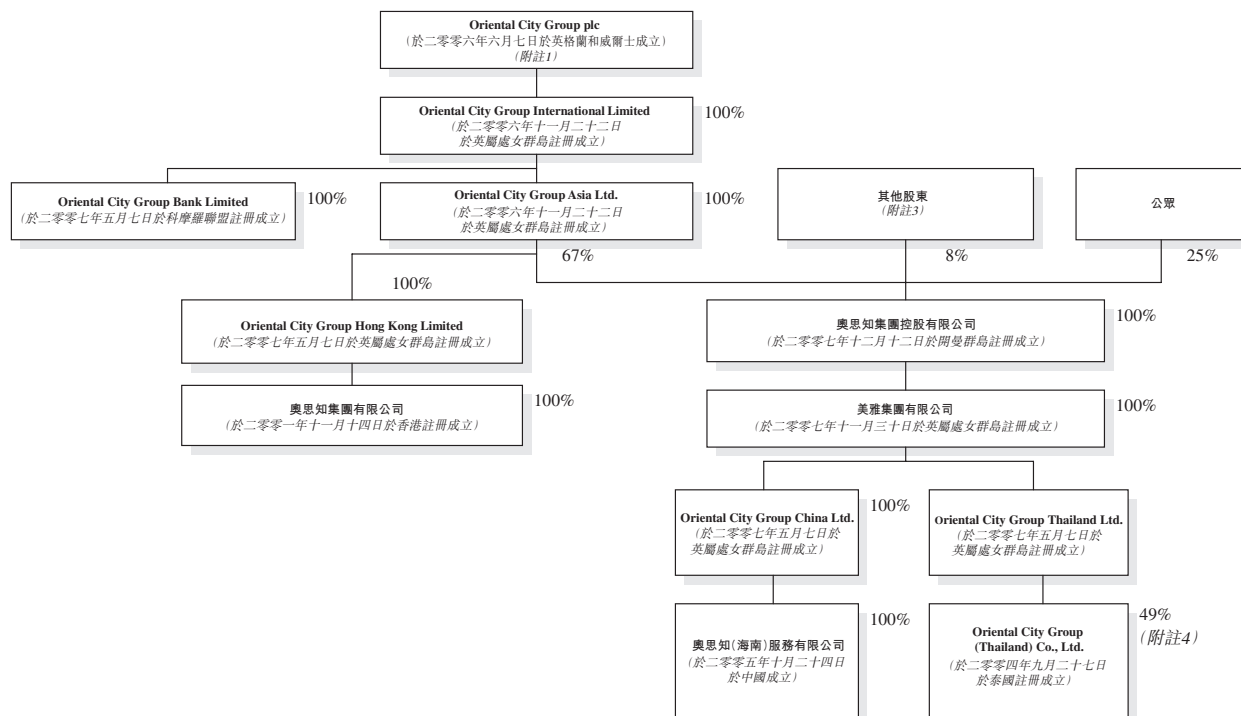 Oriental City Group plc
(於二零零六年六月七日於英格蘭和威爾士成立)
(附註1)
Oriental City Group International Limited
(於二零零六年十一月二十二日
於英屬處女群島註冊成立)
100%
Oriental City Group Bank Limited
(於二零零七年五月七日於科摩羅聯盟註冊成立)
100%
Oriental City Group Asia Ltd.
(於二零零六年十一月二十二日
於英屬處女群島註冊成立)
100%
其他股東
(附註3)
公眾
67%
8%
25%
100%
Oriental City Group Hong Kong Limited
(於二零零七年五月七日於英屬處女群島註冊成立)
奧思知集團控股有限公司
(於二零零七年十二月十二日於開曼群島註冊成立)
100%
奧思知集團有限公司
(於二零零一年十一月十四日於香港註冊成立)
100%
美雅集團有限公司
(於二零零七年十一月三十日於英屬處女群島註冊成立)
100%
Oriental City Group China Ltd.
(於二零零七年五月七日於
英屬處女群島註冊成立)
100%
Oriental City Group Thailand Ltd.
(於二零零七年五月七日於
英屬處女群島註冊成立)
奧思知(海南)服務有限公司
(於二零零五年十月二十四日
於中國成立)
100%
Oriental City Group
(Thailand) Co., Ltd.
(於二零零四年九月二十七日
於泰國註冊成立)
49%
(附註4)